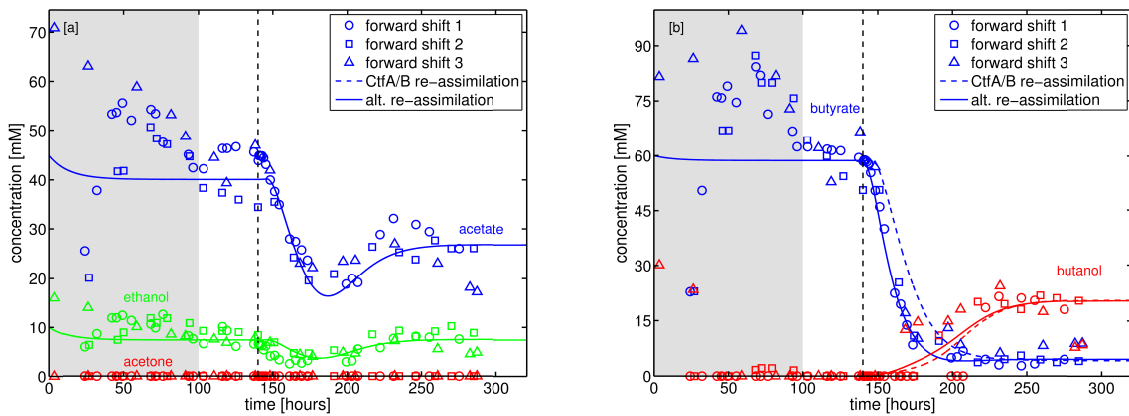 70
60
50
40
30
20
10
0
concentration [mM]
[a]
forward shift 1
forward shift 2
forward shift 3
CtfA/B re−assimilation
alt. re−assimilation
acetate
ethanol
acetone
0 50 100 150 200 250 300
time [hours]
90
75
60
45
30
15
0
concentration [mM]
[b]
forward shift 1
forward shift 2
forward shift 3
CtfA/B re−assimilation
alt. re−assimilation
butyrate
butanol
0 50 100 150 200 250 300
time [hours]